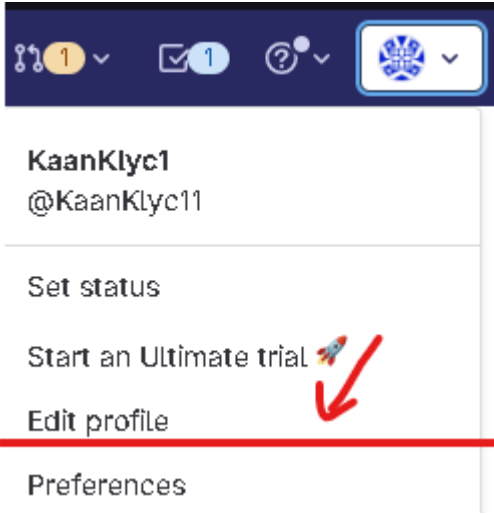 1 1
KaanKlyc1
@KaanKlyc11
Set status
Start an Ultimate trial 🚀
Edit profile
Preferences